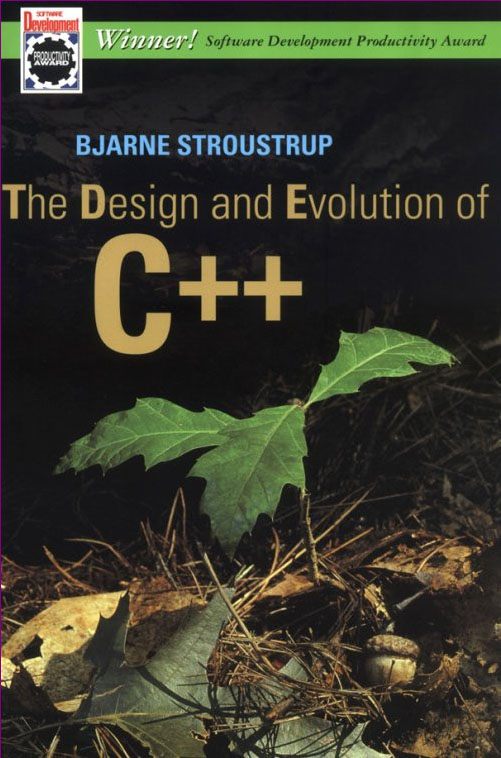 SOFTWARE
Development
PRODUCTIVITY
AWARD
Winner! Software Development Productivity Award
BJARNE STROUSTRUP
The Design and Evolution of
C++